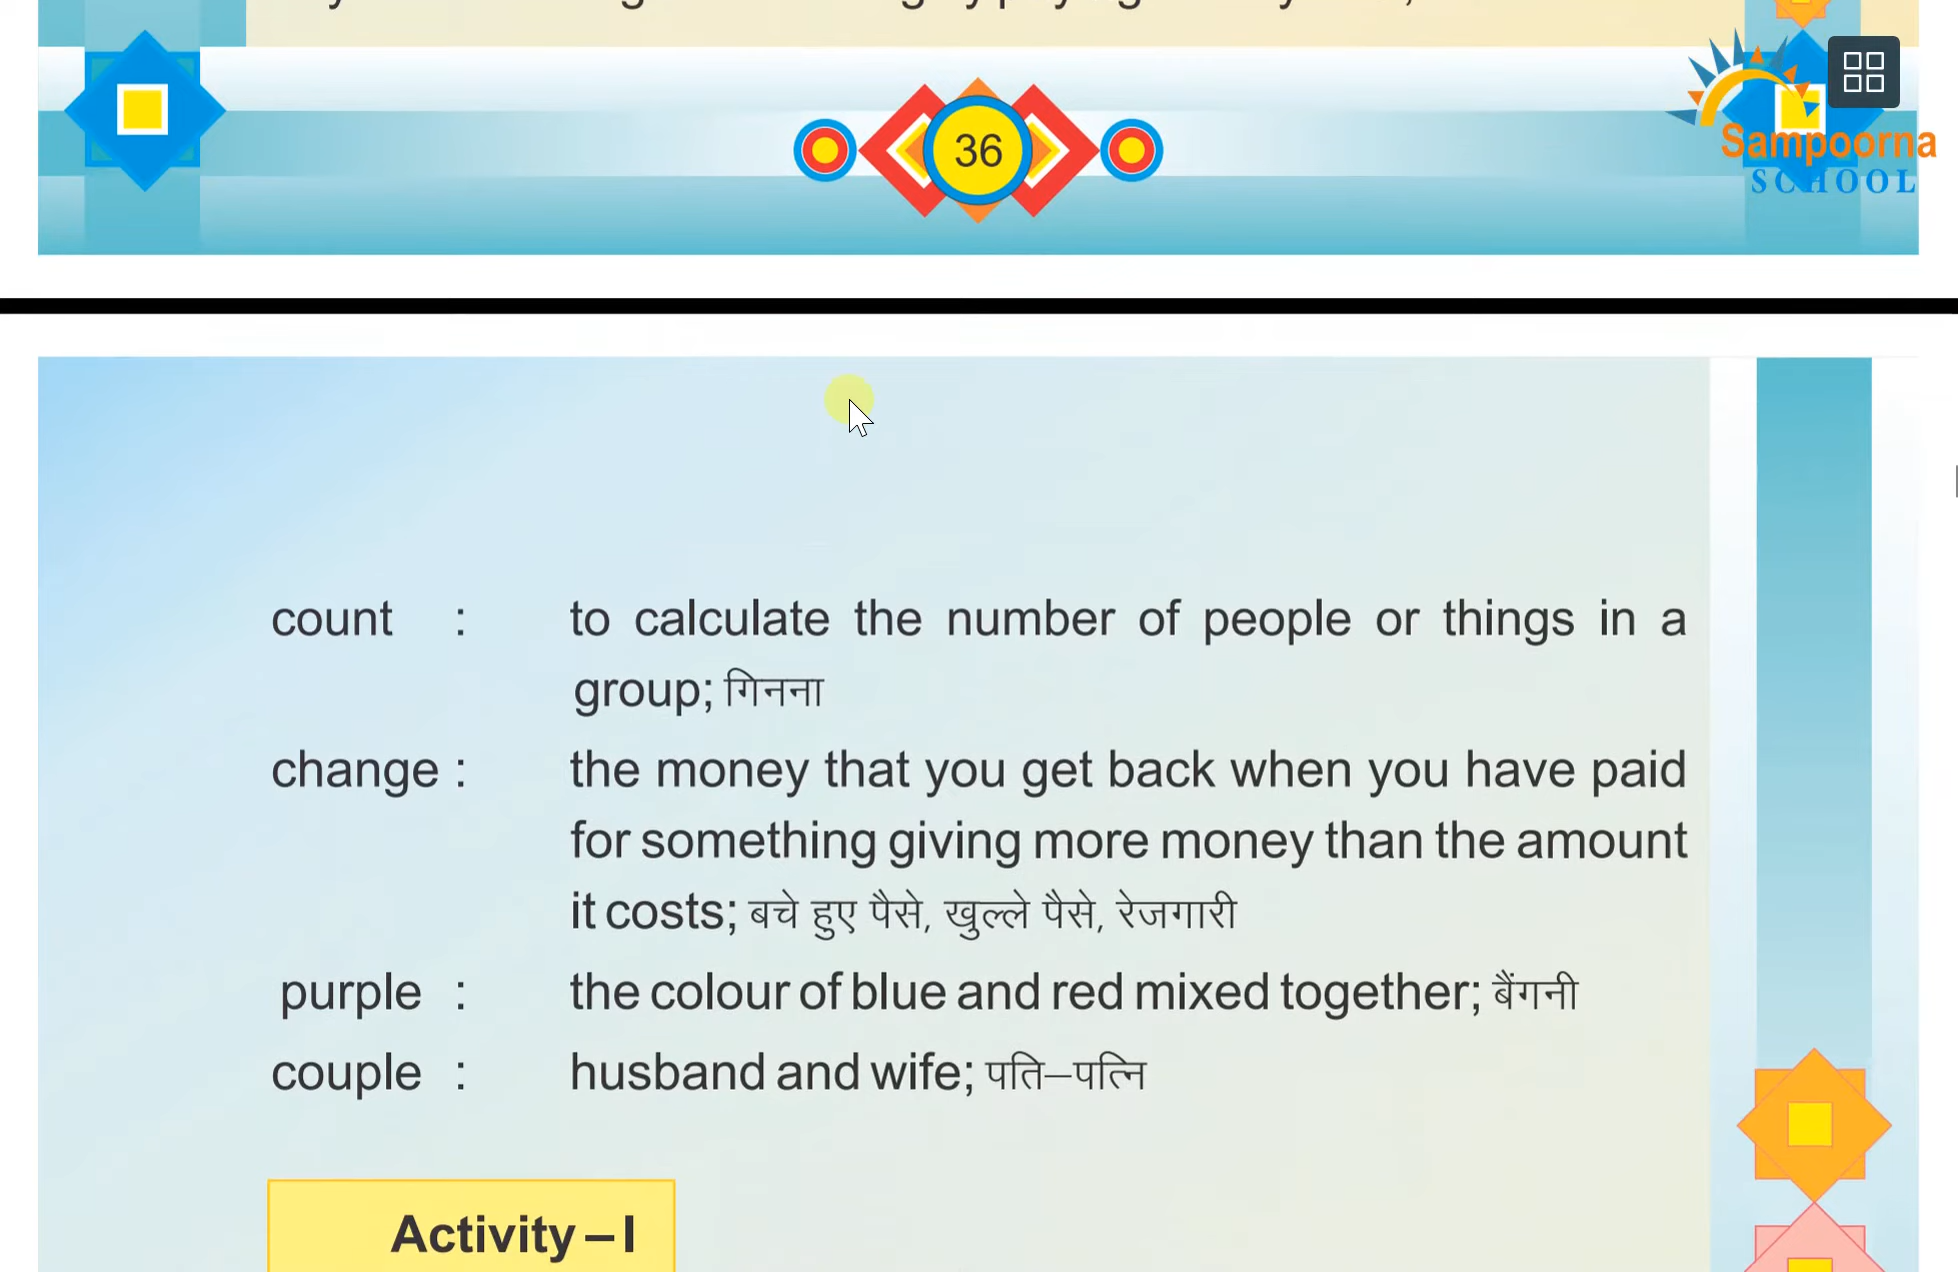 36
Sampoorna
SCHOOL
count : to calculate the number of people or things in a
group; गिनना
change : the money that you get back when you have paid
for something giving more money than the amount
it costs; बचे हुए पैसे, खुल्ले पैसे, रेजगारी
purple : the colour of blue and red mixed together; बैंगनी
couple : husband and wife; पति–पत्नि
Activity – I